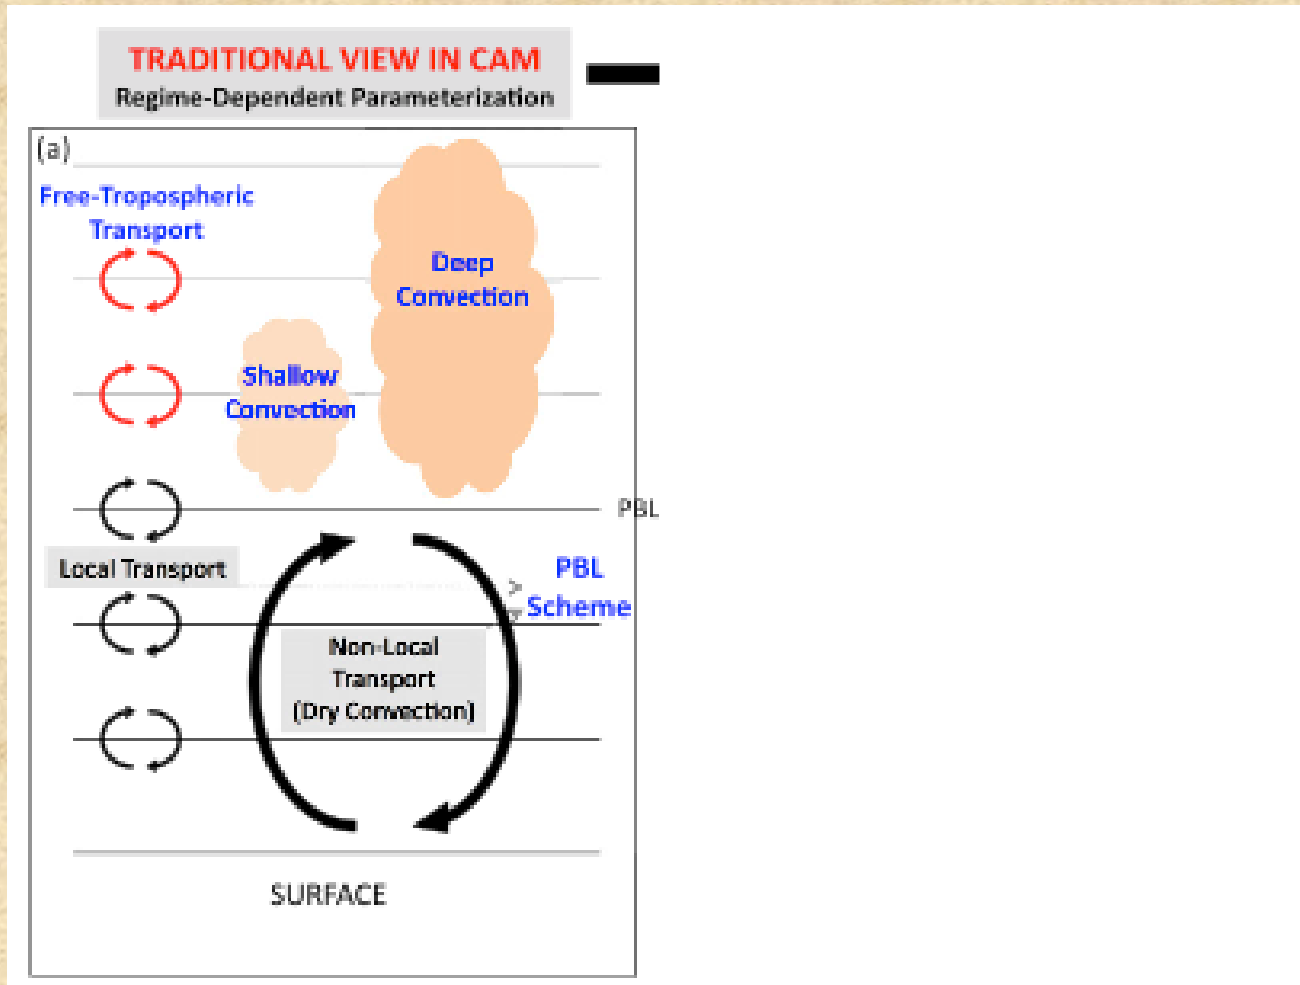 TRADITIONAL VIEW IN CAM
Regime-Dependent Parameterization
(a)
Free-Tropospheric
Transport
Deep
Convection
Shallow
Convection
PBL
Local Transport
PBL
Scheme
Non-Local
Transport
(Dry Convection)
SURFACE